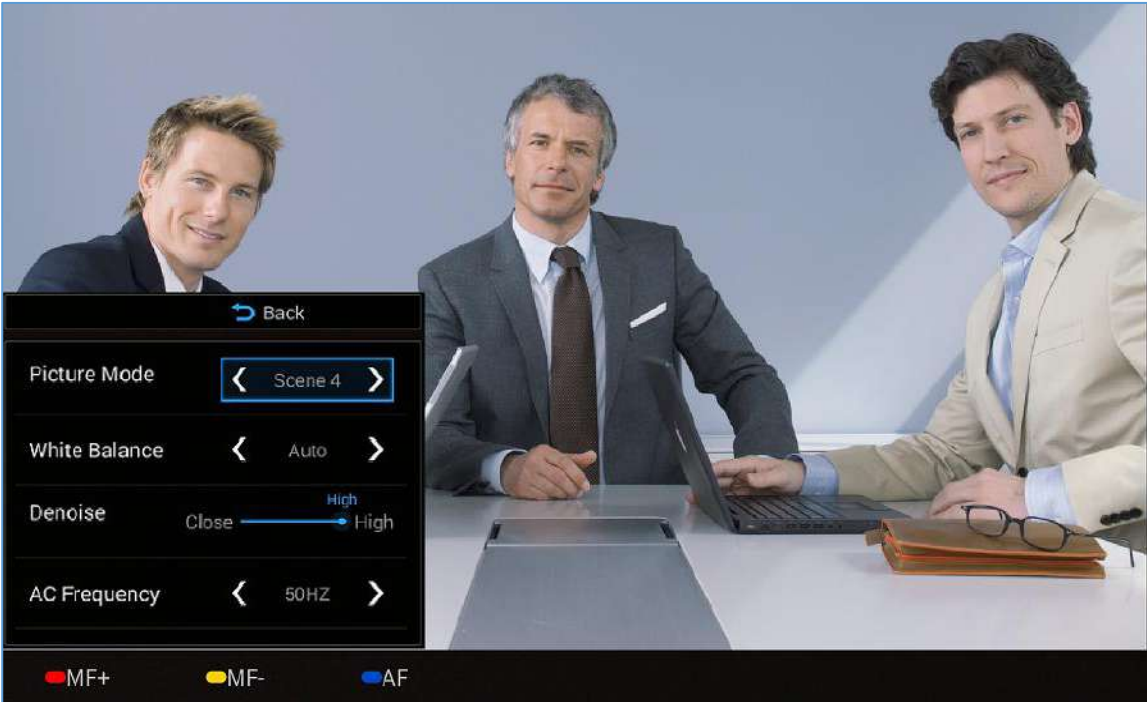 Back
Picture Mode Scene 4
White Balance Auto
High
Denoise Close High
AC Frequency 50HZ
MF+ MF- AF